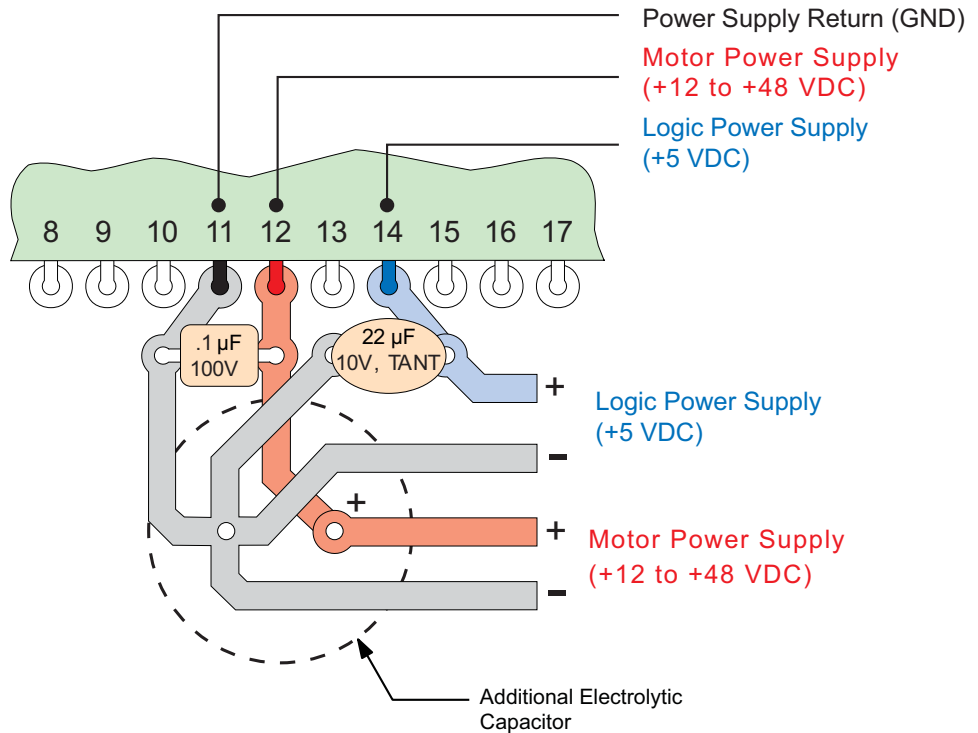 Power Supply Return (GND)
Motor Power Supply
(+12 to +48 VDC)
Logic Power Supply
(+5 VDC)
8 9 10 11 12 13 14 15 16 17
.1 µF
100V
22 µF
10V, TANT
+
Logic Power Supply
(+5 VDC)
-
+
+
Motor Power Supply
(+12 to +48 VDC)
-
Additional Electrolytic
Capacitor